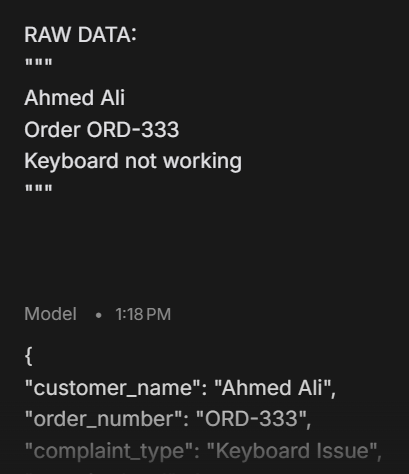 RAW DATA:
"""
Ahmed Ali
Order ORD-333
Keyboard not working
"""
Model • 1:18 PM
{
"customer_name": "Ahmed Ali",
"order_number": "ORD-333",
"complaint_type": "Keyboard Issue",